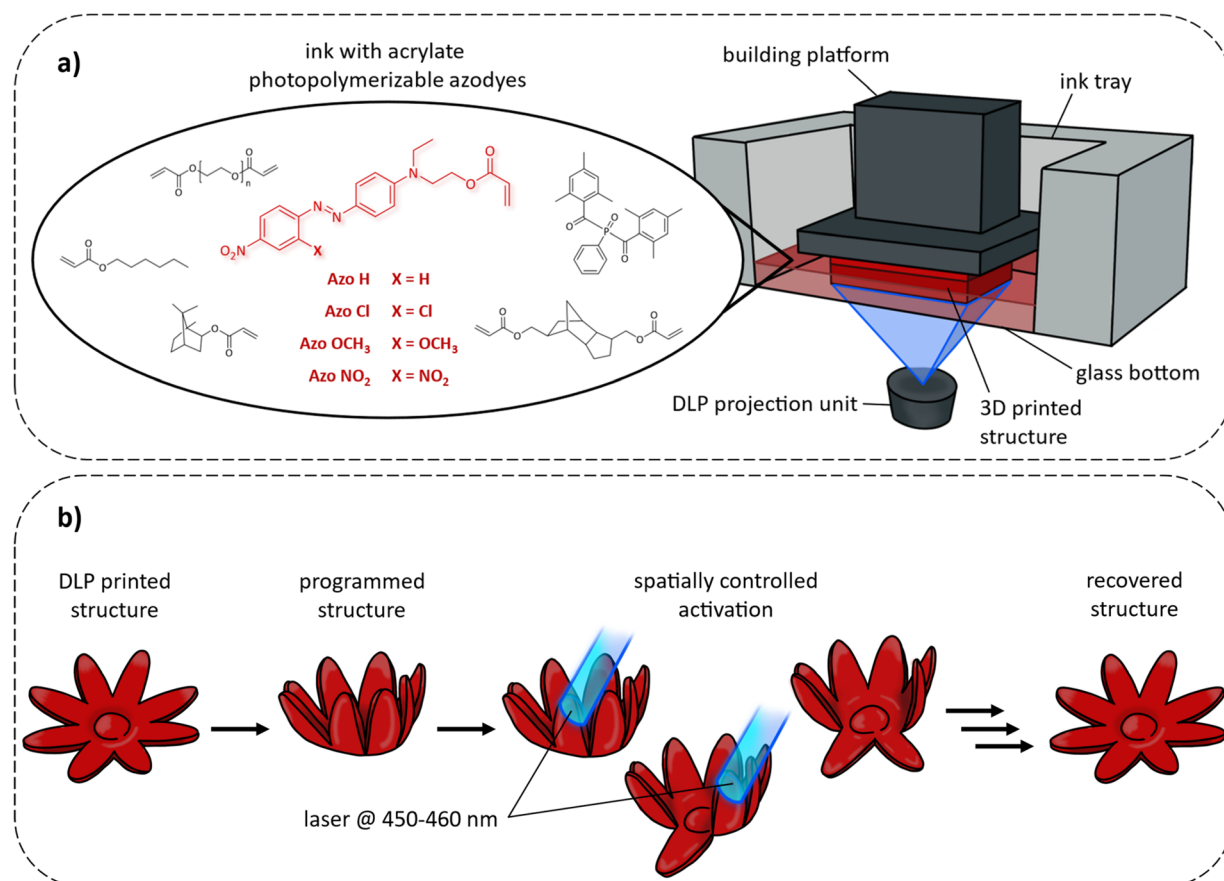 a)
ink with acrylate
photopolymerizable azodyes
building platform
ink tray
O
O
O
n
O
O
N
O
O
N
N
O₂N
X
O
O
P
O
O
O
O
O
O
O
O
O
O
Azo H X = H
Azo Cl X = Cl
Azo OCH₃ X = OCH₃
Azo NO₂ X = NO₂
glass bottom
DLP projection unit
3D printed
structure
b)
DLP printed
structure
programmed
structure
spatially controlled
activation
recovered
structure
laser @ 450-460 nm